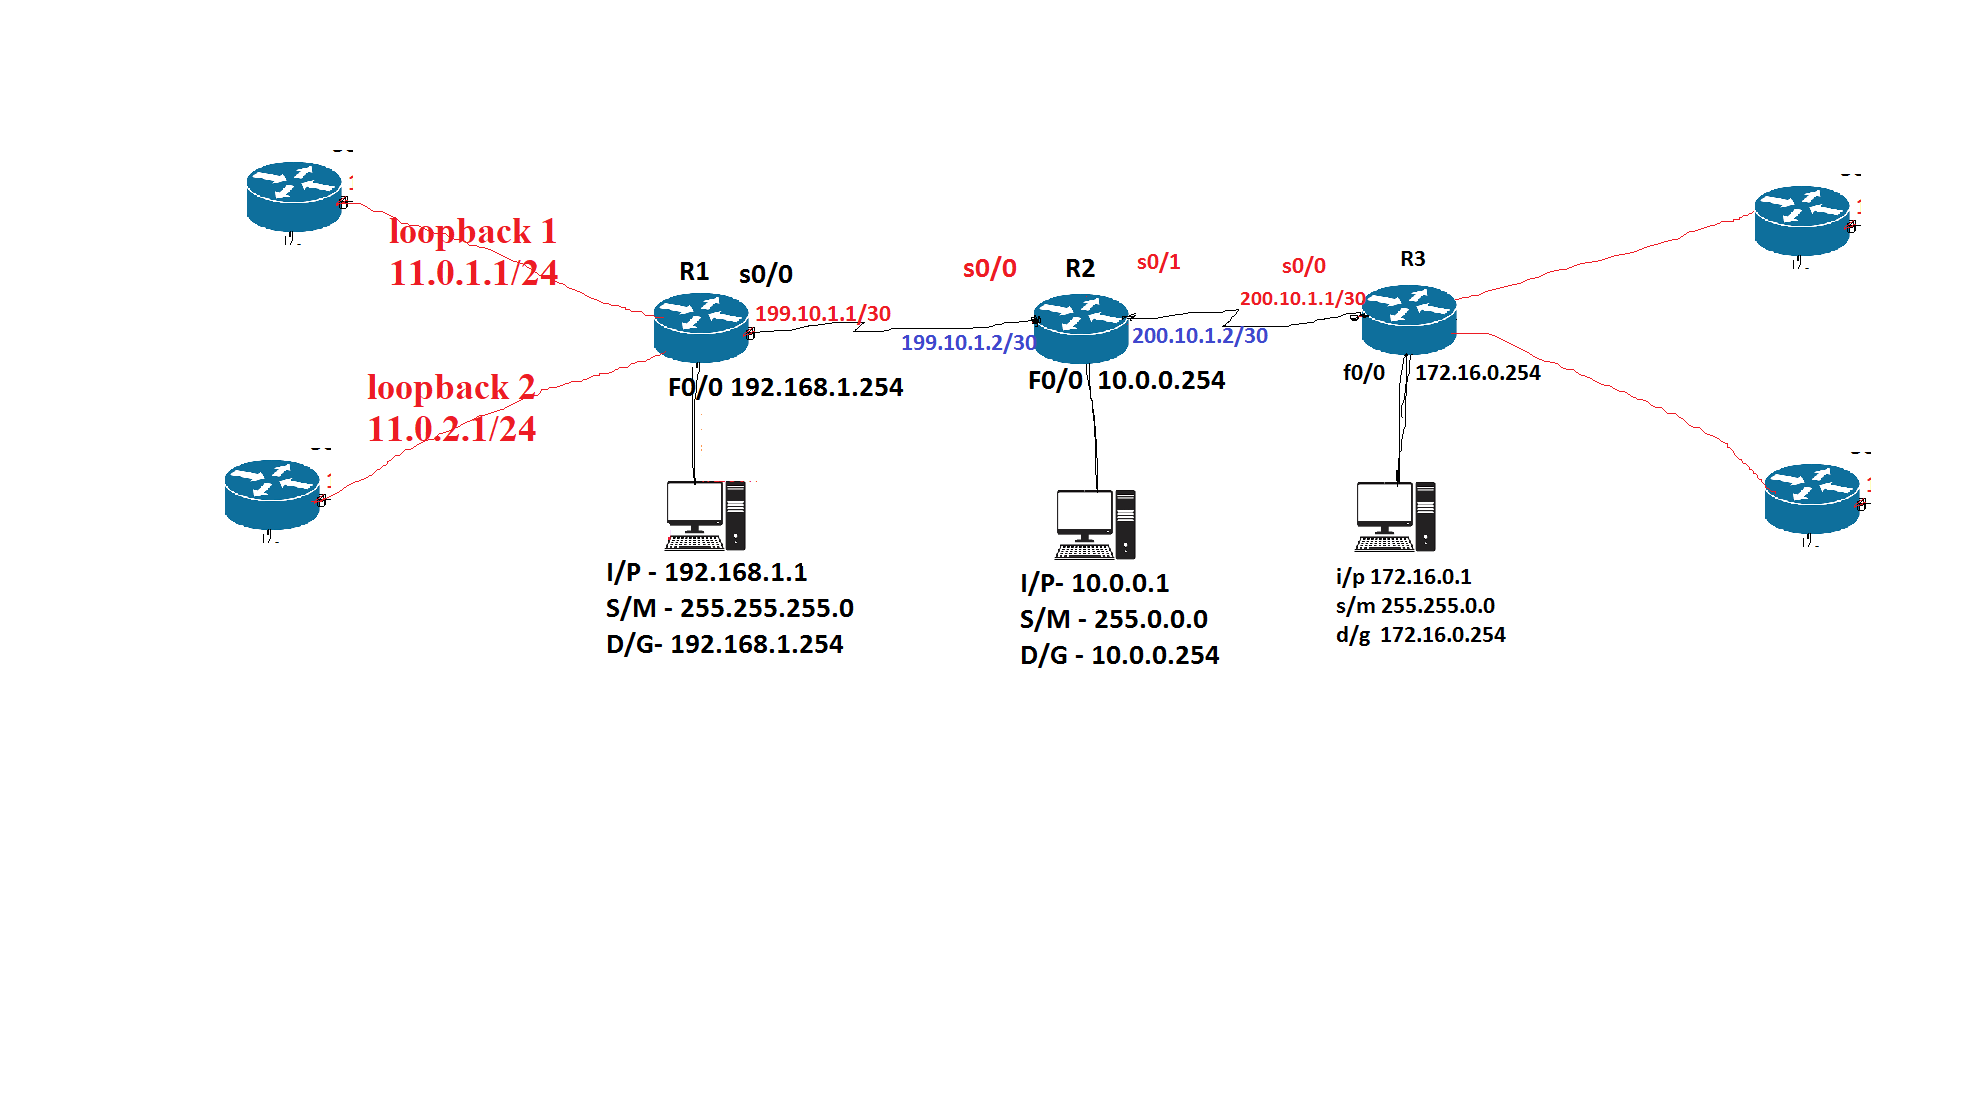 loopback 1
11.0.1.1/24
loopback 2
11.0.2.1/24
R1
s0/0
199.10.1.1/30
199.10.1.2/30
F0/0 192.168.1.254
s0/0
R2
s0/1
200.10.1.2/30
F0/0 10.0.0.254
s0/0
200.10.1.1/30
R3
f0/0 172.16.0.254
I/P - 192.168.1.1
S/M - 255.255.255.0
D/G- 192.168.1.254
I/P- 10.0.0.1
S/M - 255.0.0.0
D/G - 10.0.0.254
i/p 172.16.0.1
s/m 255.255.0.0
d/g 172.16.0.254